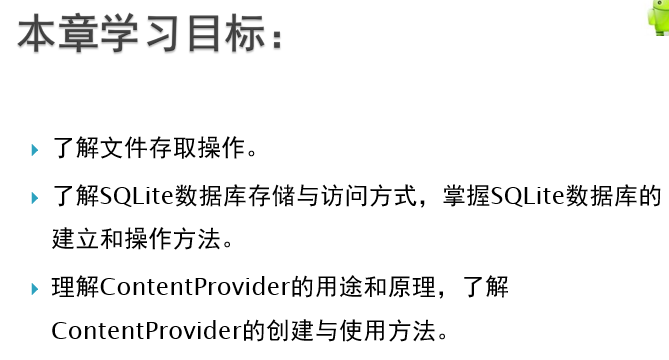 本章学习目标：
了解文件存取操作。
了解SQLite数据库存储与访问方式，掌握SQLite数据库的
建立和操作方法。
理解ContentProvider的用途和原理，了解
ContentProvider的创建与使用方法。